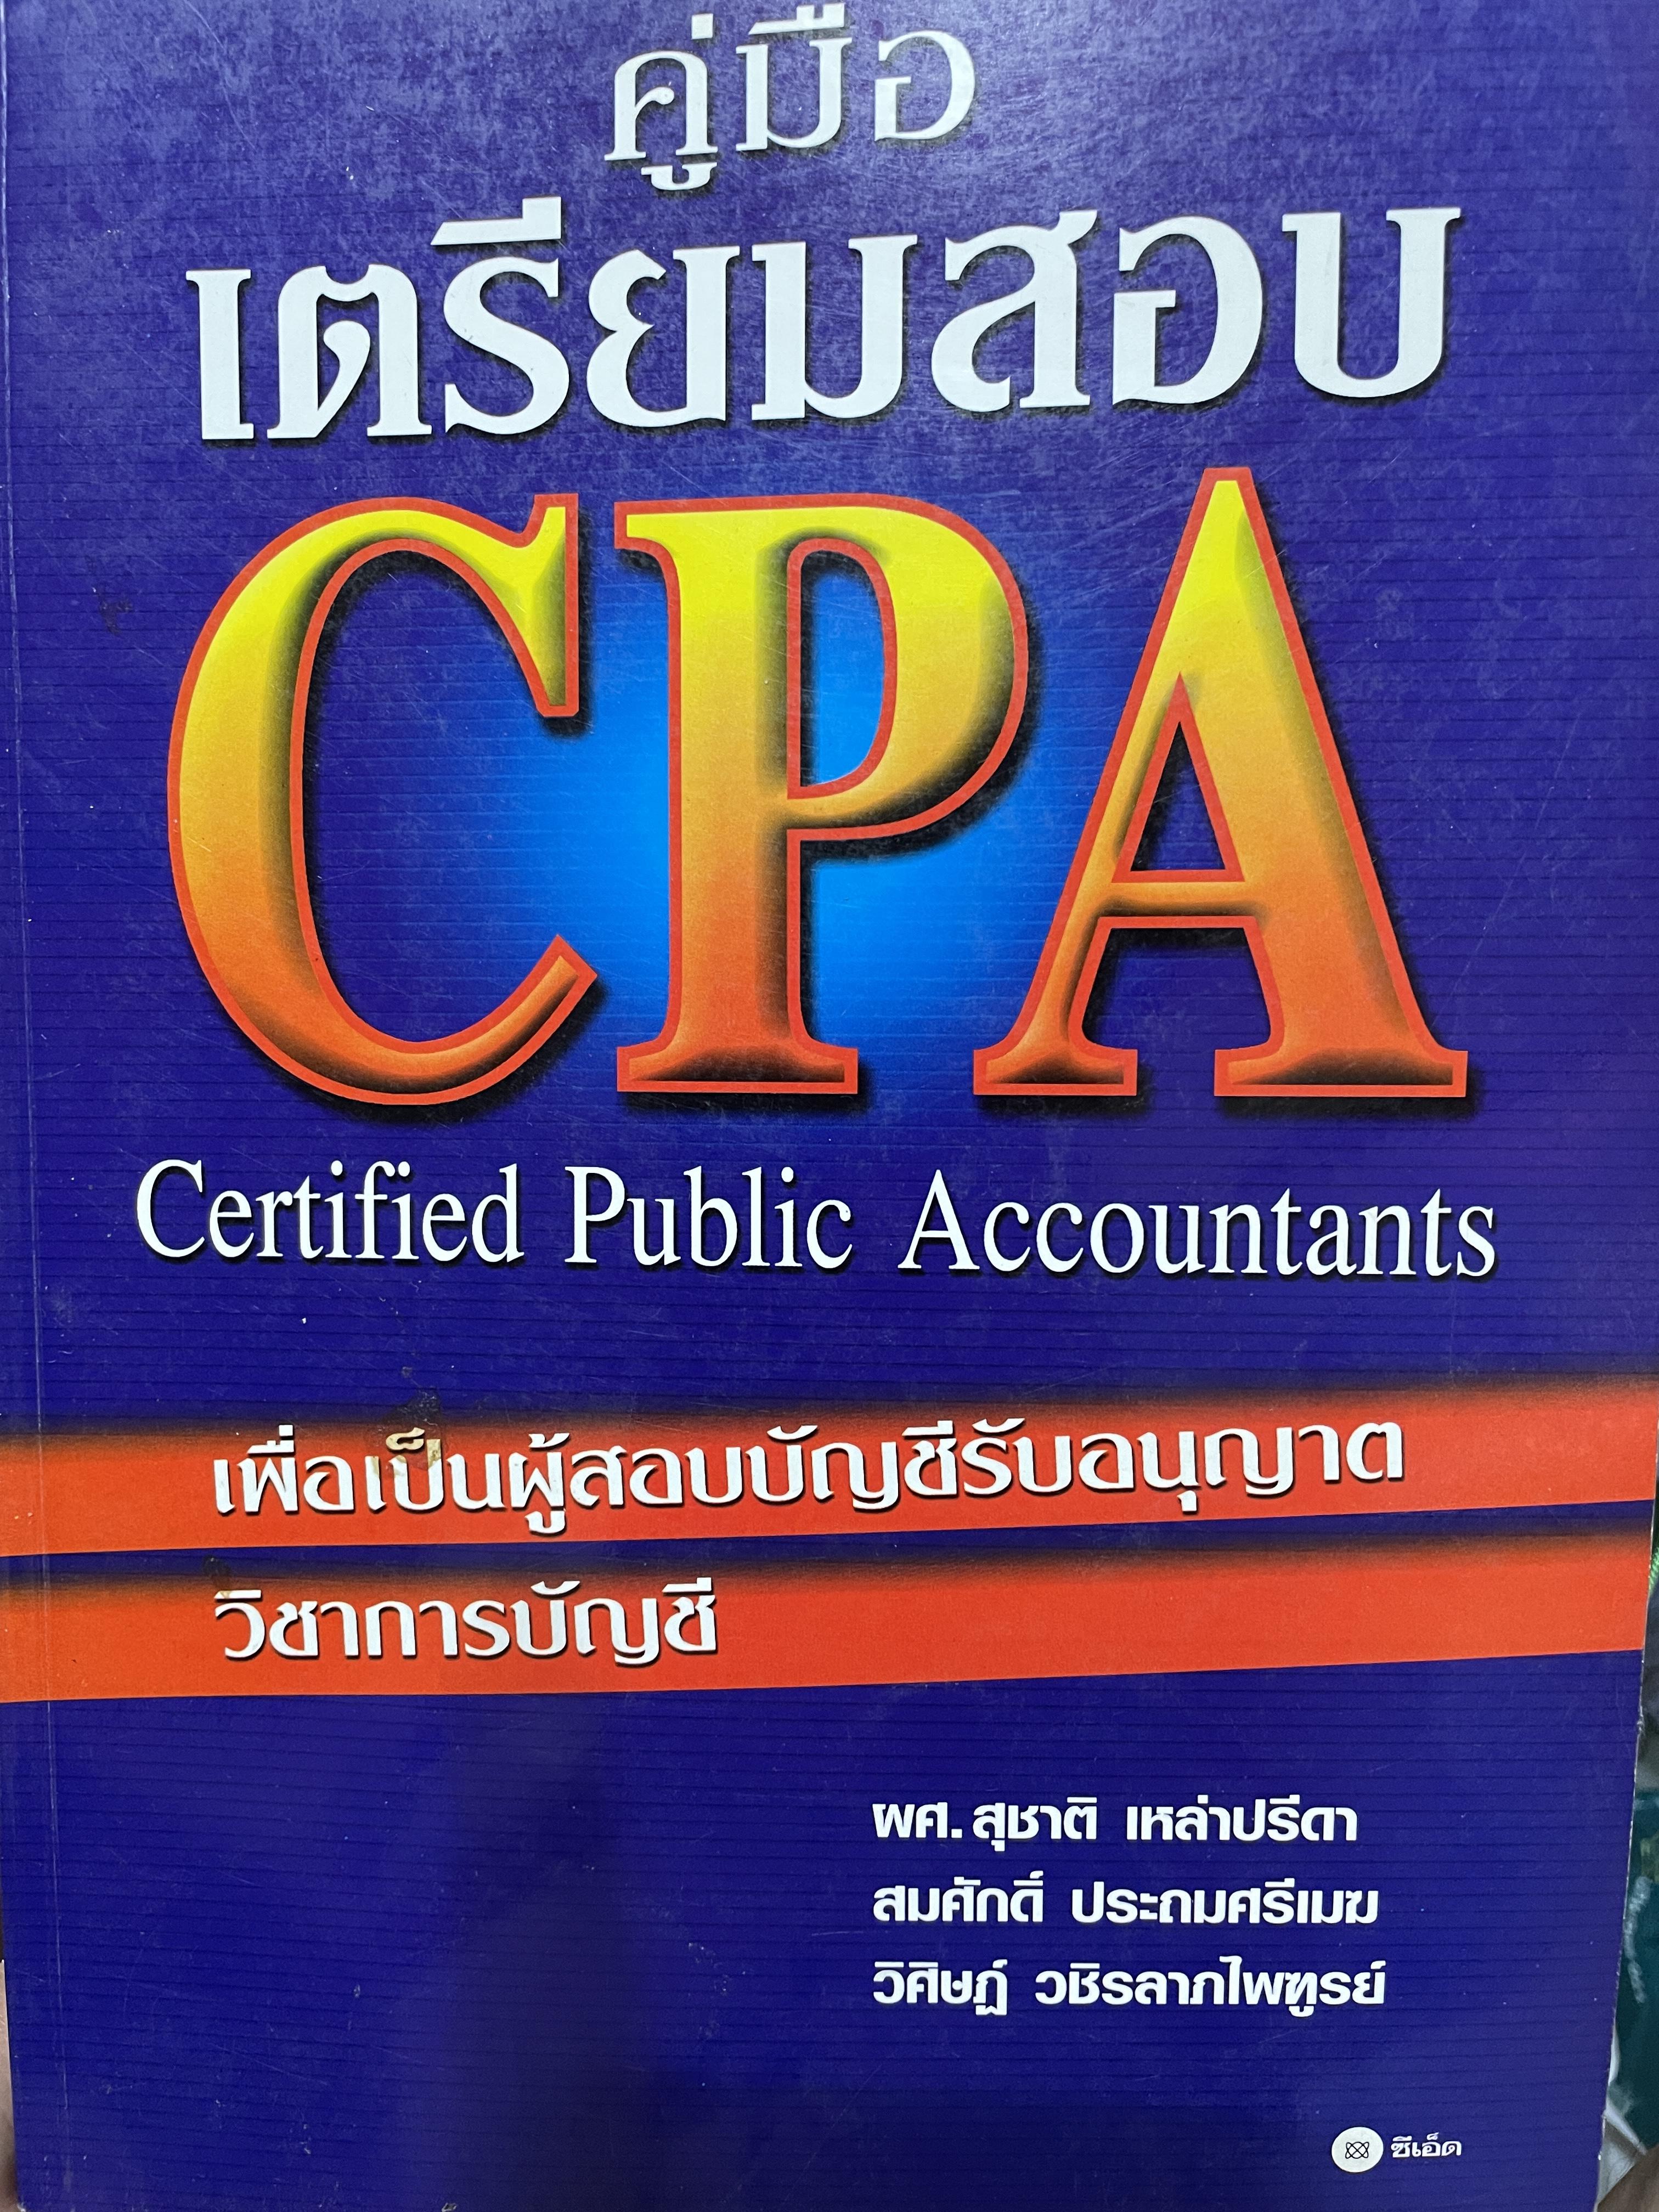 คู่มือ
เตรียมสอบ
CPA
Certified Public Accountants
เพื่อเป็นผู้สอบบัญชีรับอนุญาต
วิชาการบัญชี
ผศ. สุชาติ เหล่าปรีดา
สมศักดิ์ ประถมศรีเมฆ
วิศิษฏ์ วชิรลาภไพฑูรย์
ซีเอ็ด